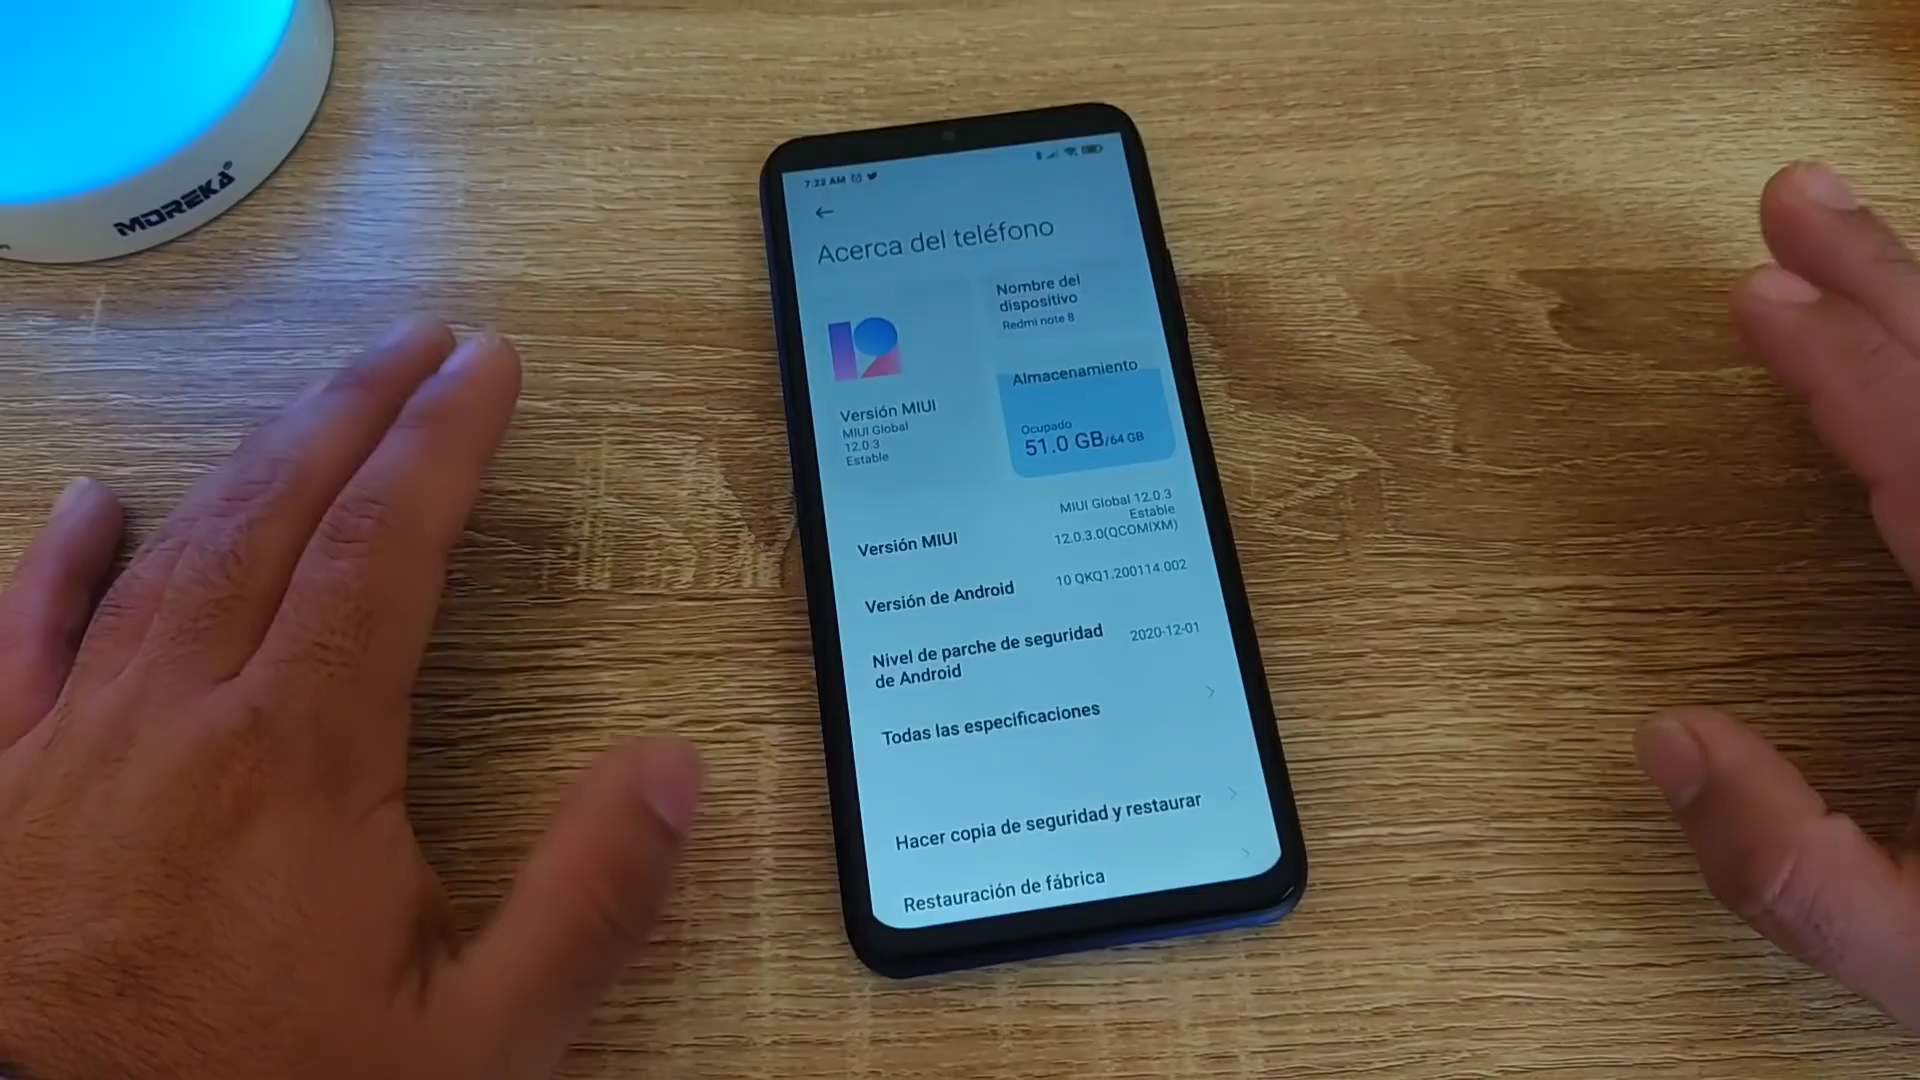 MOREKA®
7:23 AM
Acerca del teléfono
Nombre del
dispositivo
Redmi note 8
Versión MIUI
MIUI Global
12.0.3
Estable
Almacenamiento
Ocupado
51.0 GB/64 GB
Versión MIUI
MIUI Global 12.0.3
Estable
12.0.3.0(QCOMIXM)
Versión de Android
10 QKQ1.200114.002
Nivel de parche de seguridad
de Android
2020-12-01
Todas las especificaciones
Hacer copia de seguridad y restaurar
Restauración de fábrica